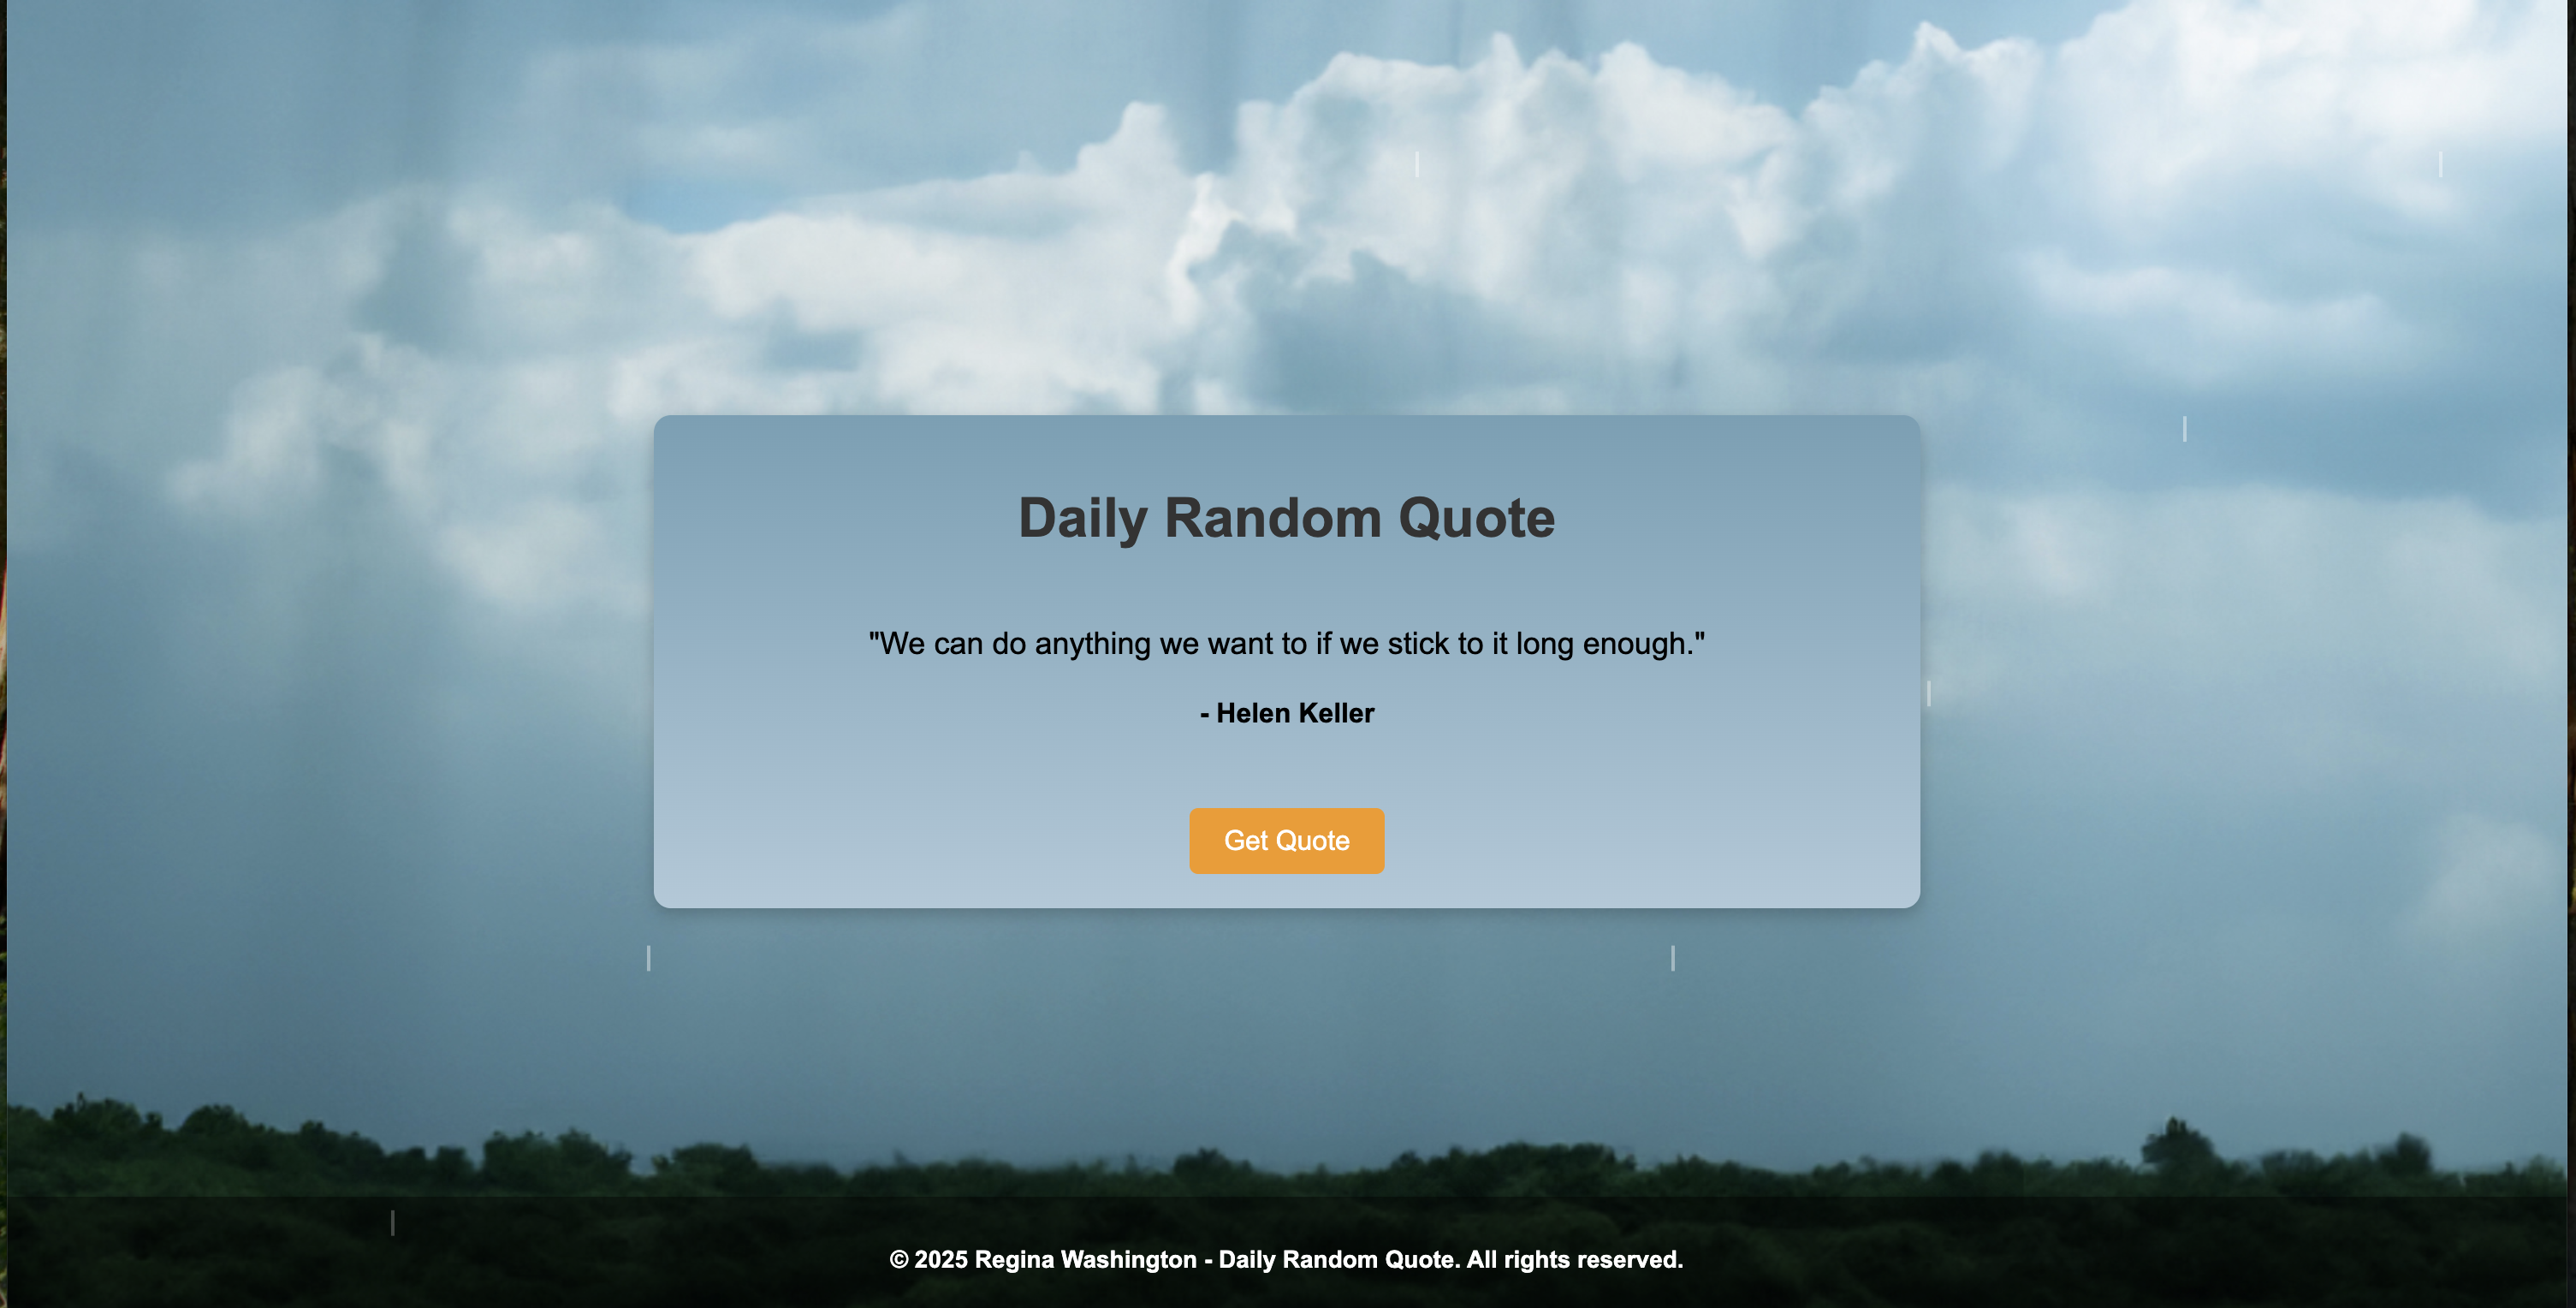 Daily Random Quote
"We can do anything we want to if we stick to it long enough."
- Helen Keller
Get Quote
© 2025 Regina Washington - Daily Random Quote. All rights reserved.